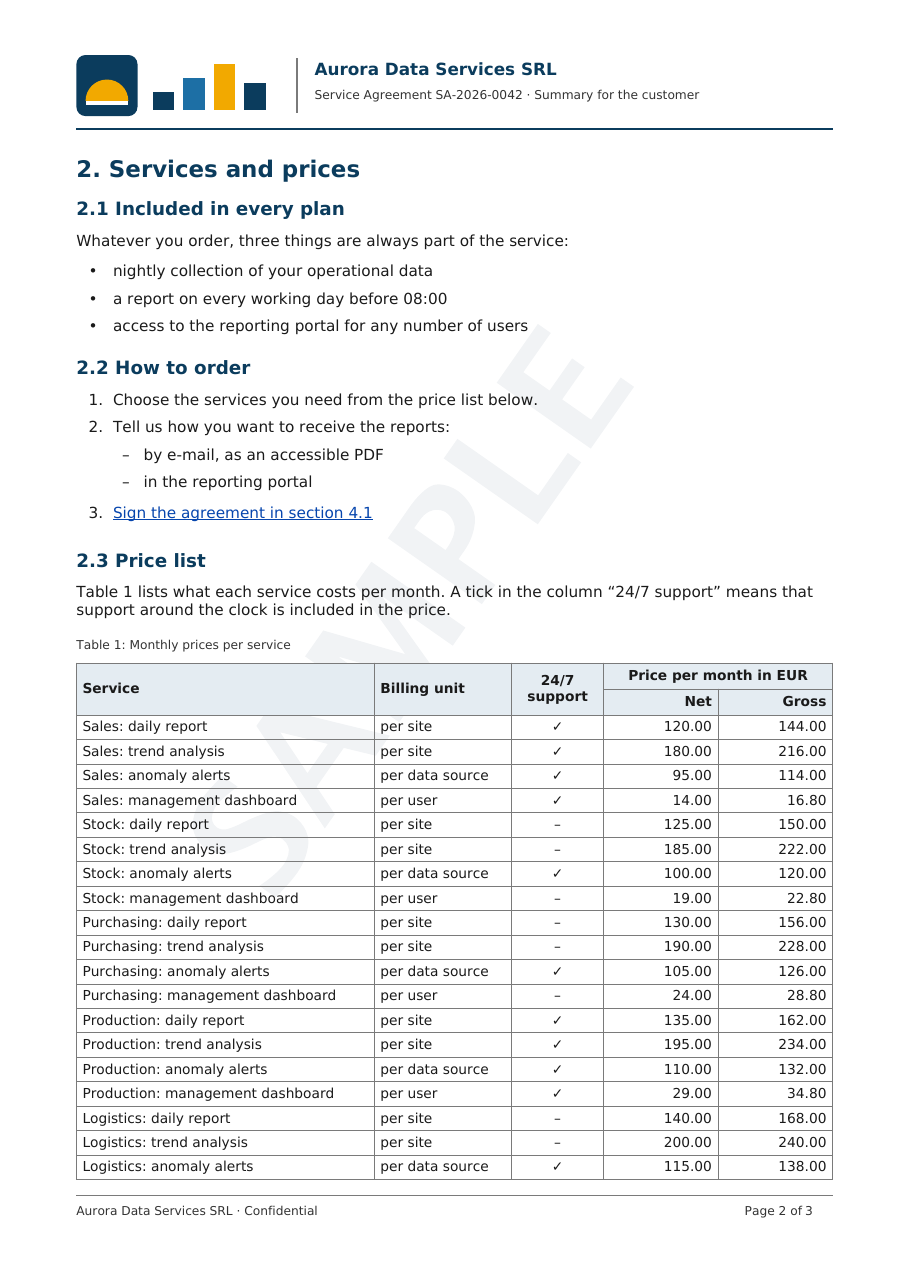 Aurora Data Services SRL
Service Agreement SA-2026-0042 · Summary for the customer
2. Services and prices
2.1 Included in every plan
Whatever you order, three things are always part of the service:
• nightly collection of your operational data
• a report on every working day before 08:00
• access to the reporting portal for any number of users
2.2 How to order
1. Choose the services you need from the price list below.
2. Tell us how you want to receive the reports:
– by e-mail, as an accessible PDF
– in the reporting portal
3. Sign the agreement in section 4.1
2.3 Price list
Table 1 lists what each service costs per month. A tick in the column “24/7 support” means that
support around the clock is included in the price.
Table 1: Monthly prices per service
Service Billing unit 24/7 support Price per month in EUR
Net Gross
Sales: daily report per site ✓ 120.00 144.00
Sales: trend analysis per site ✓ 180.00 216.00
Sales: anomaly alerts per data source ✓ 95.00 114.00
Sales: management dashboard per user ✓ 14.00 16.80
Stock: daily report per site – 125.00 150.00
Stock: trend analysis per site – 185.00 222.00
Stock: anomaly alerts per data source ✓ 100.00 120.00
Stock: management dashboard per user – 19.00 22.80
Purchasing: daily report per site – 130.00 156.00
Purchasing: trend analysis per site – 190.00 228.00
Purchasing: anomaly alerts per data source ✓ 105.00 126.00
Purchasing: management dashboard per user – 24.00 28.80
Production: daily report per site ✓ 135.00 162.00
Production: trend analysis per site ✓ 195.00 234.00
Production: anomaly alerts per data source ✓ 110.00 132.00
Production: management dashboard per user ✓ 29.00 34.80
Logistics: daily report per site – 140.00 168.00
Logistics: trend analysis per site – 200.00 240.00
Logistics: anomaly alerts per data source ✓ 115.00 138.00
SAMPLE
Aurora Data Services SRL · Confidential Page 2 of 3